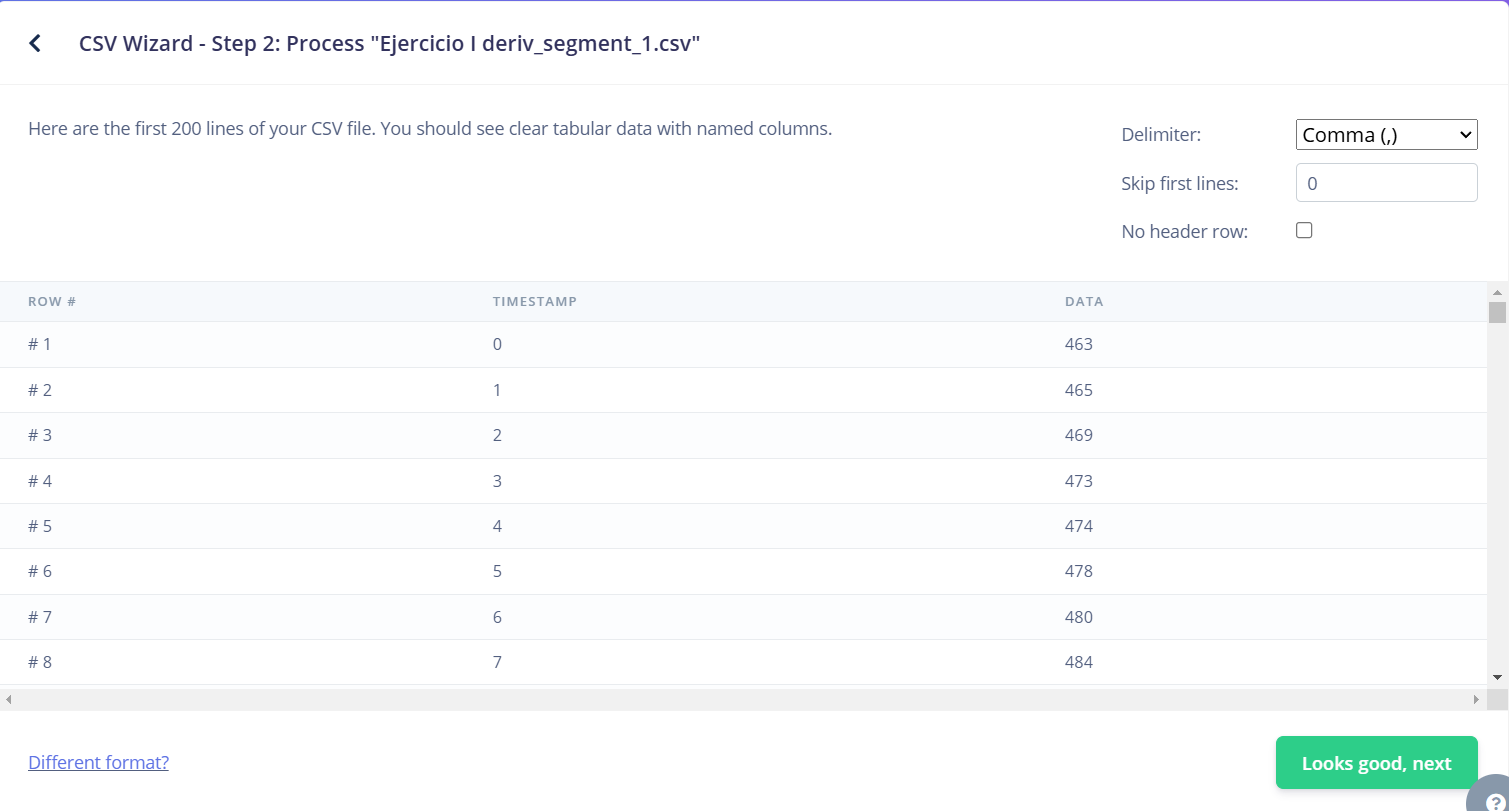 CSV Wizard - Step 2: Process "Ejercicio I deriv_segment_1.csv"
Here are the first 200 lines of your CSV file. You should see clear tabular data with named columns.
Delimiter: Comma (,)
Skip first lines: 0
No header row:
ROW # TIMESTAMP DATA
# 1 0 463
# 2 1 465
# 3 2 469
# 4 3 473
# 5 4 474
# 6 5 478
# 7 6 480
# 8 7 484
Different format? Looks good, next
?